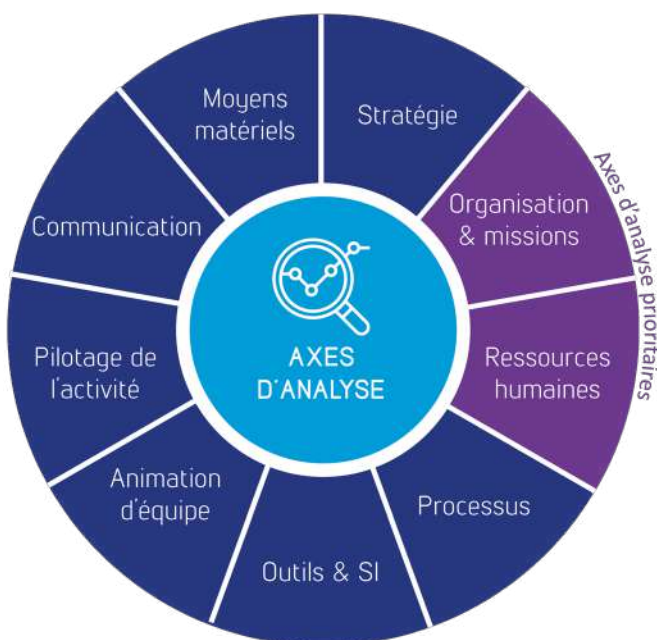 AXES
D'ANALYSE
Stratégie
Organisation
& missions
Ressources
humaines
Processus
Outils & SI
Animation
d'équipe
Pilotage de
l'activité
Communication
Moyens
matériels
Axes d'analyse prioritaires